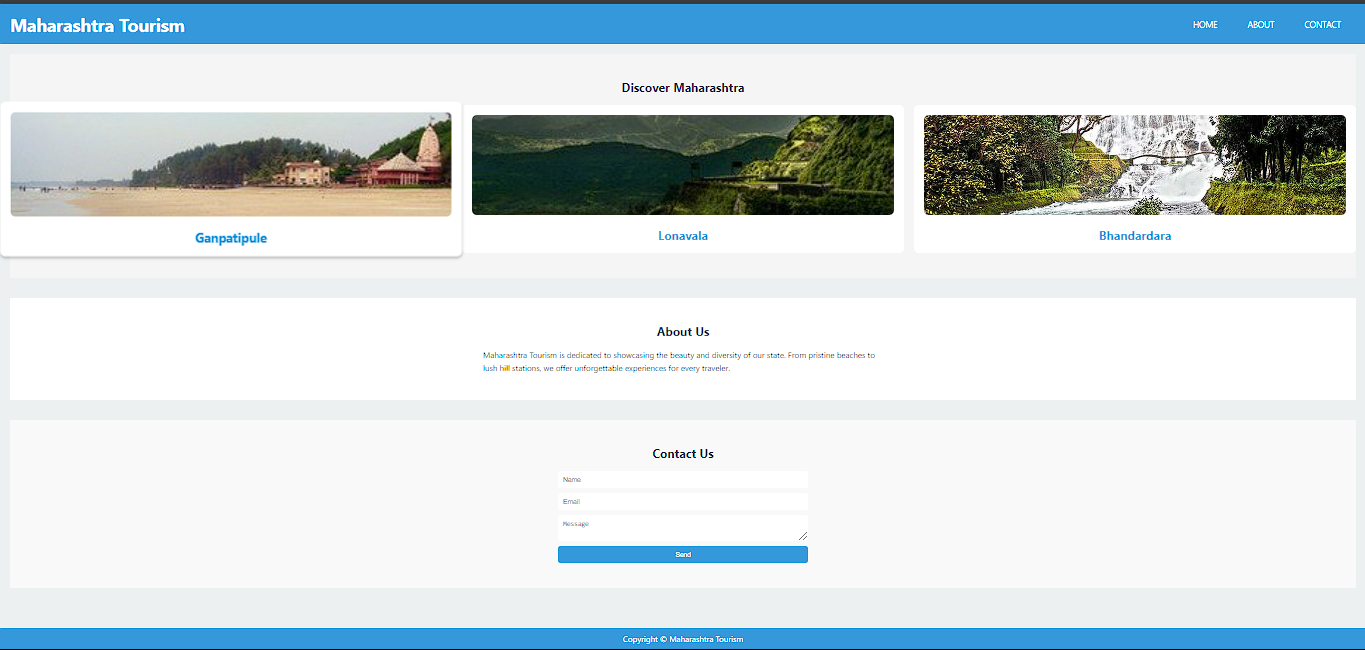 Maharashtra Tourism
HOME ABOUT CONTACT
Discover Maharashtra
Ganpatipule
Lonavala
Bhandardara
About Us
Maharashtra Tourism is dedicated to showcasing the beauty and diversity of our state. From pristine beaches to
lush hill stations, we offer unforgettable experiences for every traveler.
Contact Us
Name
Email
Message
Send
Copyright © Maharashtra Tourism